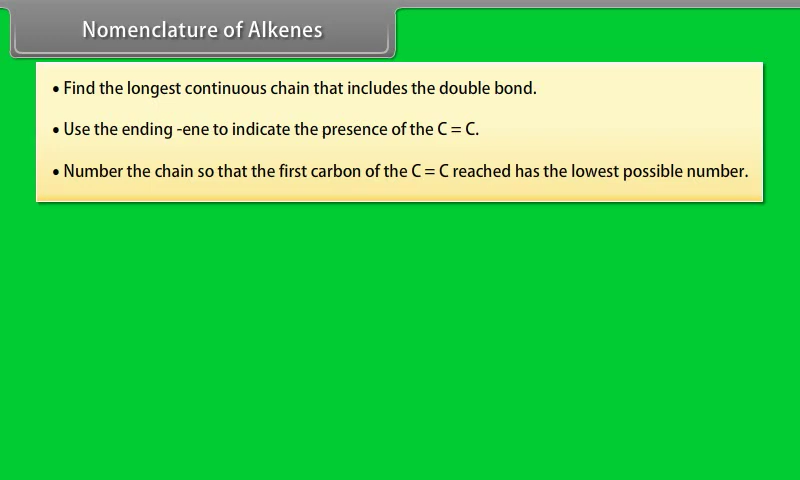 Nomenclature of Alkenes
• Find the longest continuous chain that includes the double bond.
• Use the ending -ene to indicate the presence of the C = C.
• Number the chain so that the first carbon of the C = C reached has the lowest possible number.